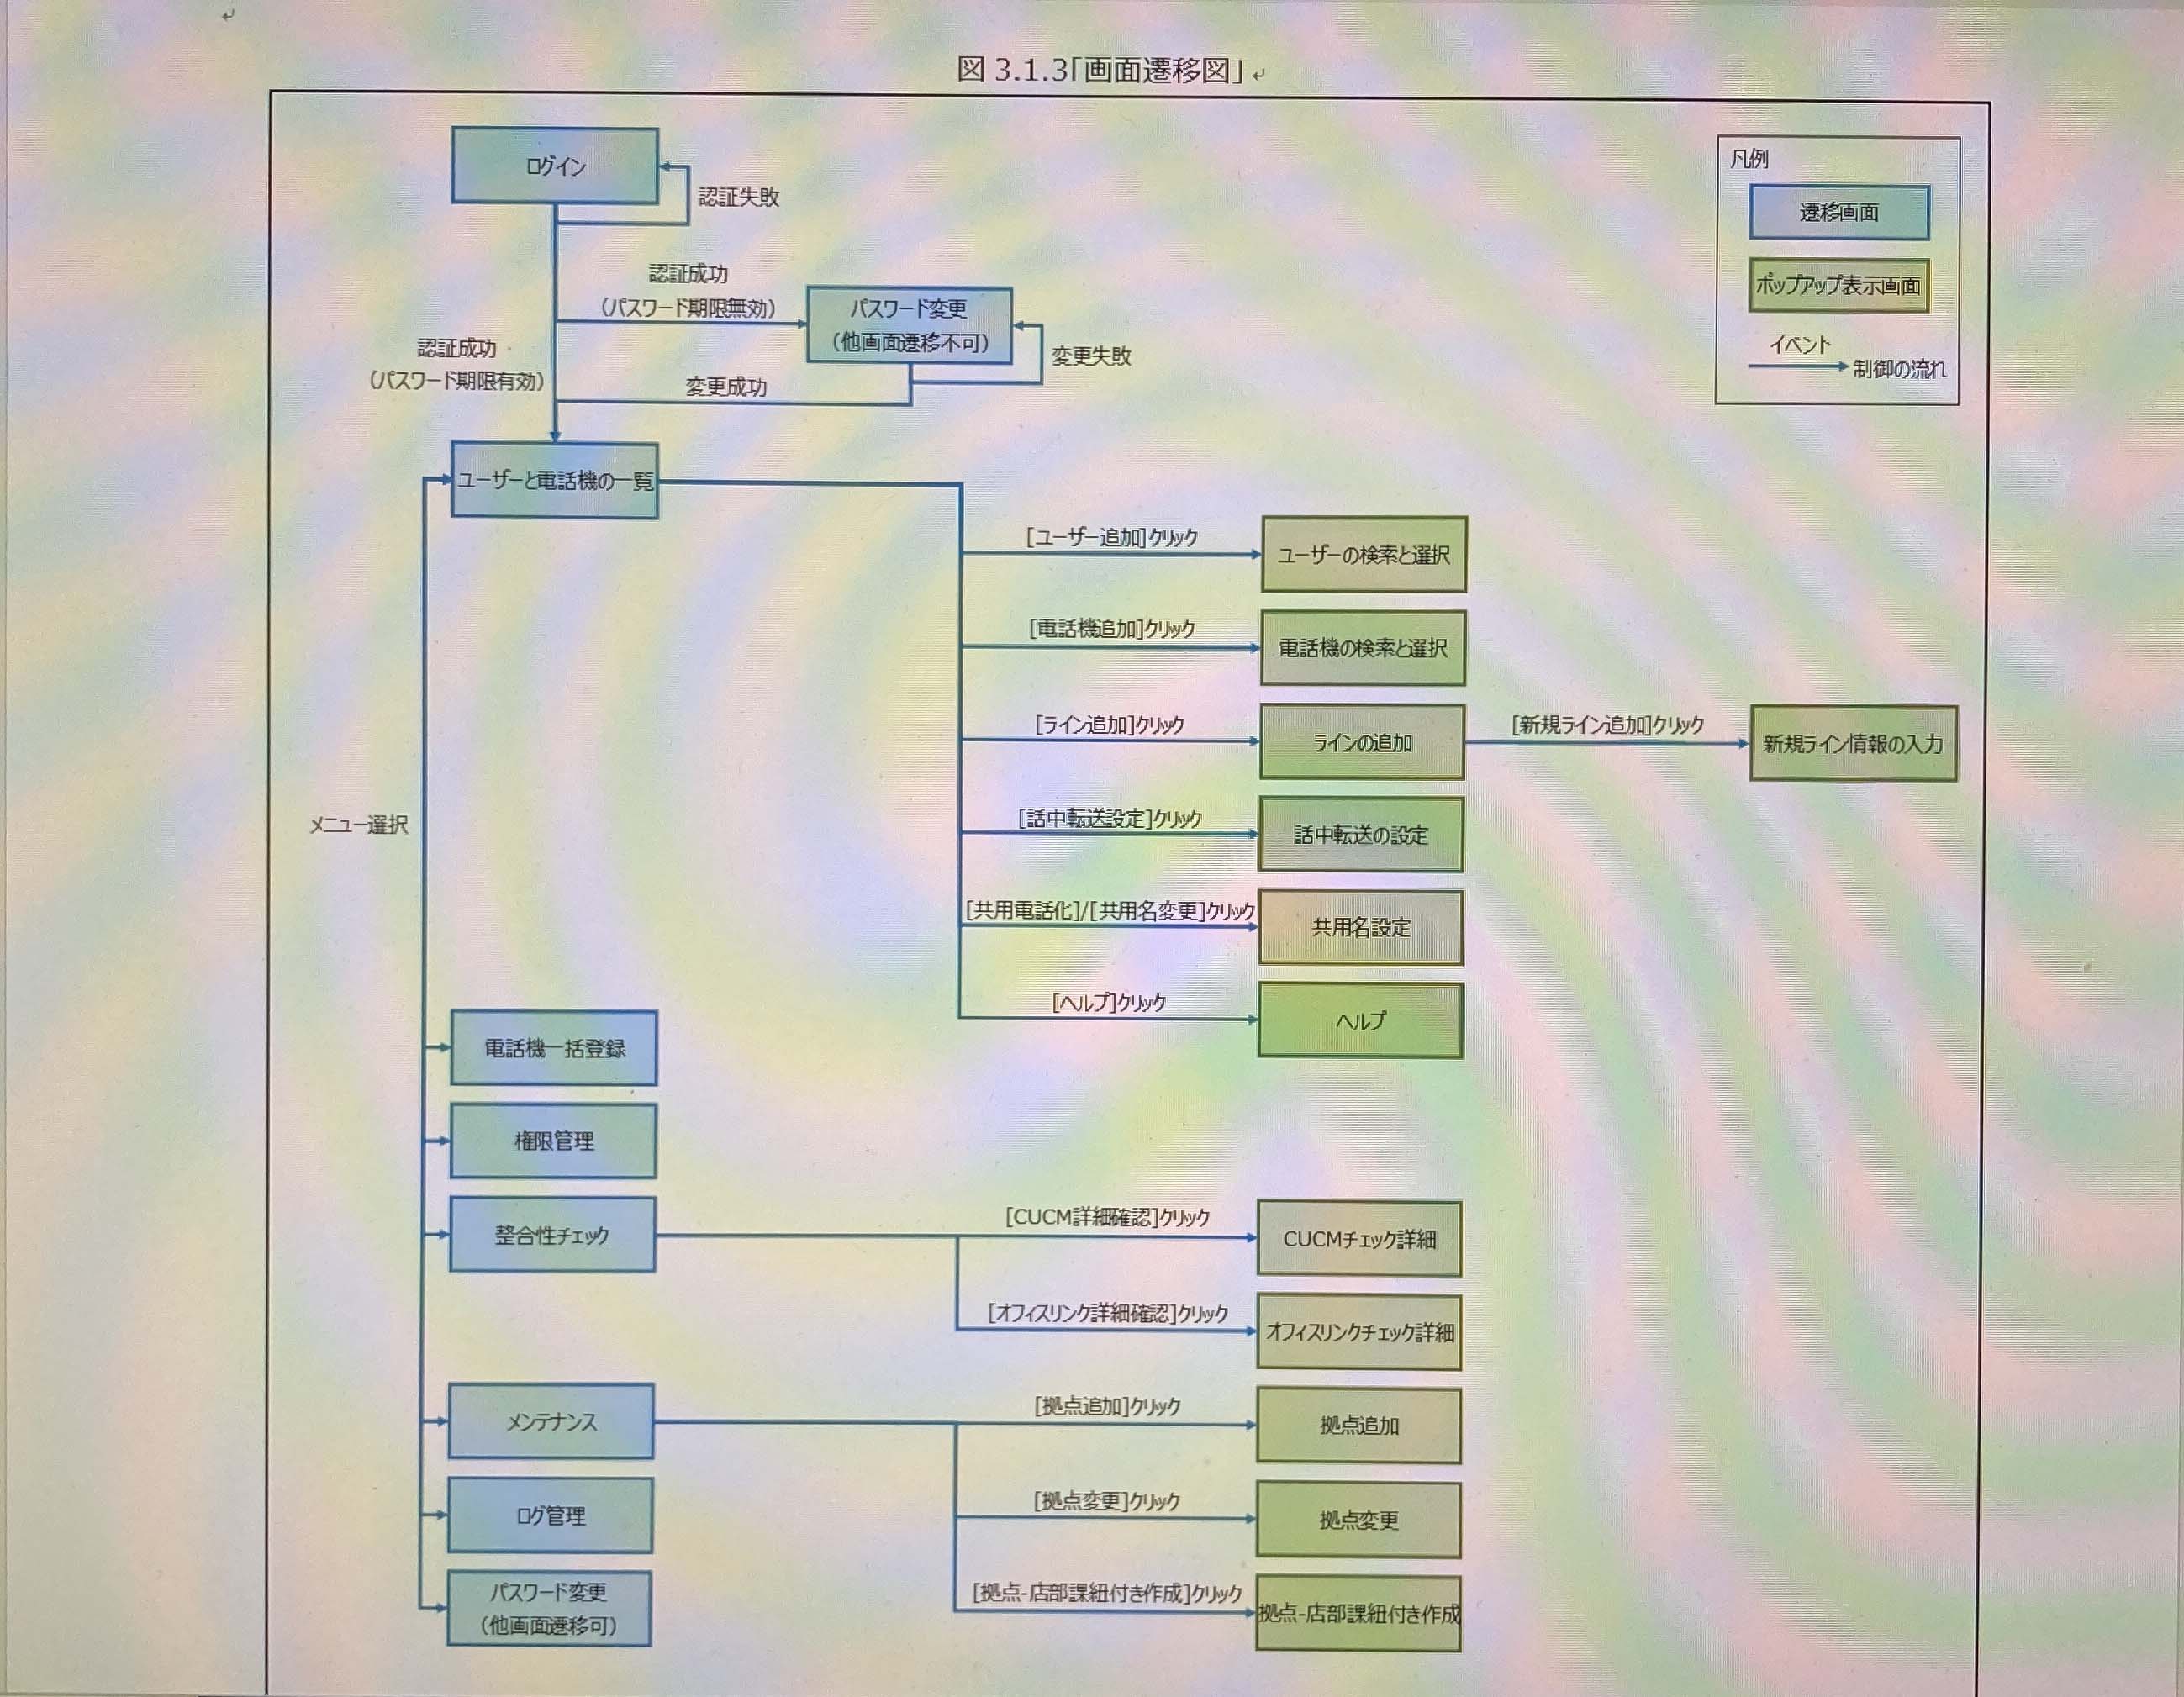 図 3.1.3「画面遷移図」
凡例
遷移画面
ポップアップ表示画面
イベント
制御の流れ
ログイン
認証失敗
認証成功
(パスワード期限無効)
パスワード変更
(他画面遷移不可)
変更失敗
認証成功
(パスワード期限有効)
変更成功
ユーザーと電話機の一覧
[ユーザー追加]クリック
ユーザーの検索と選択
[電話機追加]クリック
電話機の検索と選択
[ライン追加]クリック
ラインの追加
[新規ライン追加]クリック
新規ライン情報の入力
メニュー選択
[話中転送設定]クリック
話中転送の設定
[共用電話化]/[共用名変更]クリック
共用名設定
[ヘルプ]クリック
ヘルプ
電話機一括登録
権限管理
整合性チェック
[CUCM詳細確認]クリック
CUCMチェック詳細
[オフィスリンク詳細確認]クリック
オフィスリンクチェック詳細
メンテナンス
[拠点追加]クリック
拠点追加
ログ管理
[拠点変更]クリック
拠点変更
パスワード変更
(他画面遷移可)
[拠点-店部課紐付き作成]クリック
拠点-店部課紐付き作成